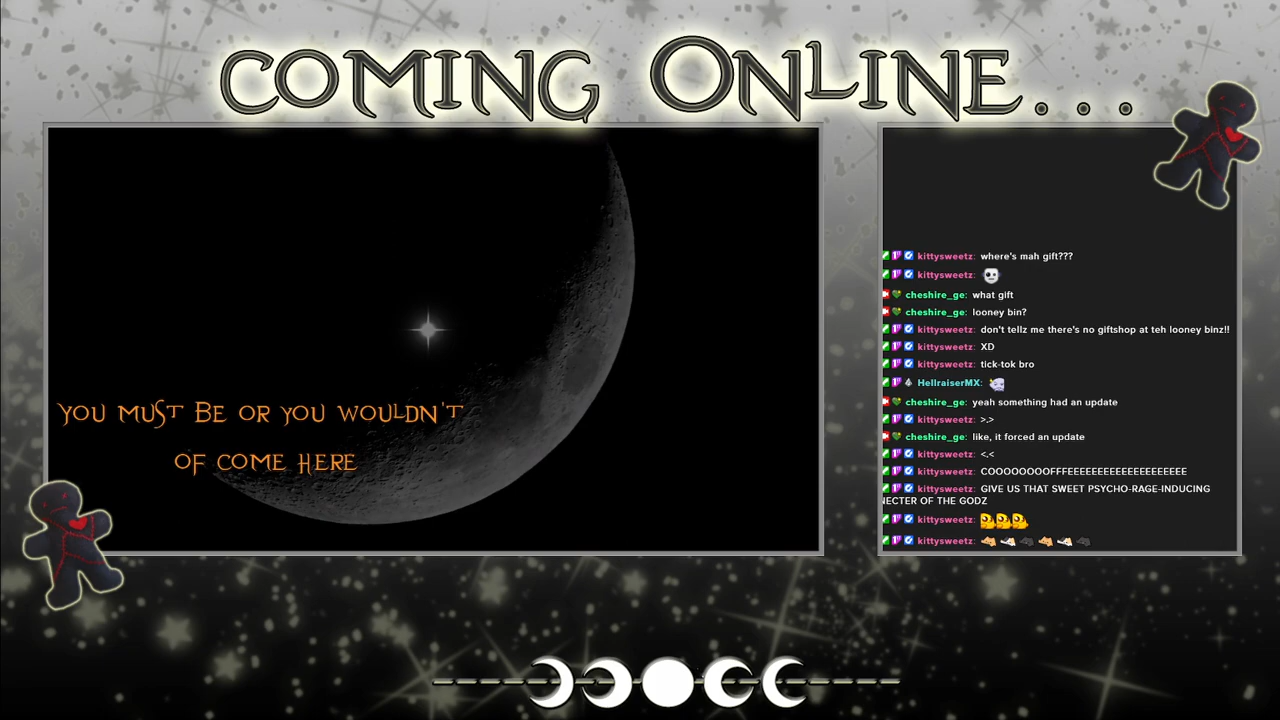 COMING ONLINE...
YOU MUST BE OR YOU WOULDN'T
OF COME HERE
kittysweetz: where's mah gift???
kittysweetz:
cheshire_ge: what gift
cheshire_ge: looney bin?
kittysweetz: don't tellz me there's no giftshop at teh looney binz!!
kittysweetz: XD
kittysweetz: tick-tok bro
HellraiserMX:
cheshire_ge: yeah something had an update
kittysweetz: >.>
cheshire_ge: like, it forced an update
kittysweetz: <.<
kittysweetz: COOOOOOOOFFFEEEEEEEEEEEEEEEEEEEEE
kittysweetz: GIVE US THAT SWEET PSYCHO-RAGE-INDUCING
NECTER OF THE GODZ
kittysweetz:
kittysweetz: